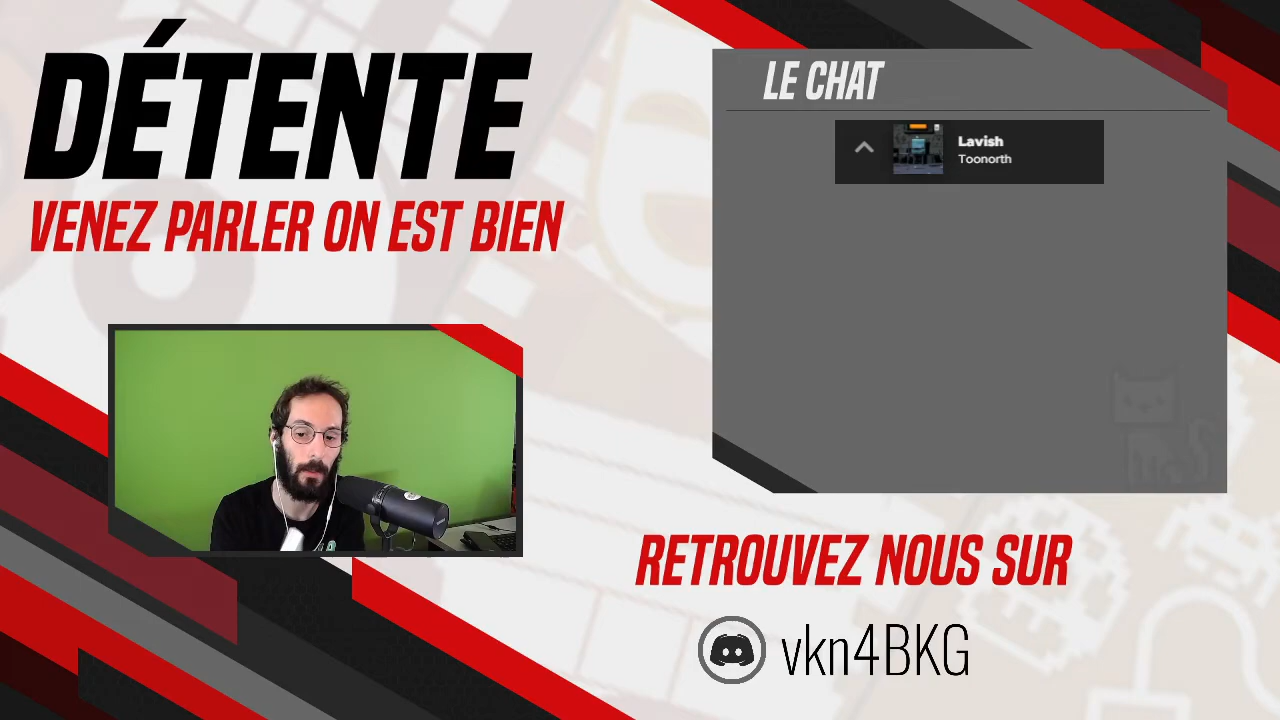 DÉTENTE
VENEZ PARLER ON EST BIEN
LE CHAT
Lavish
Toonorth
RETROUVEZ NOUS SUR
vkn4BKG